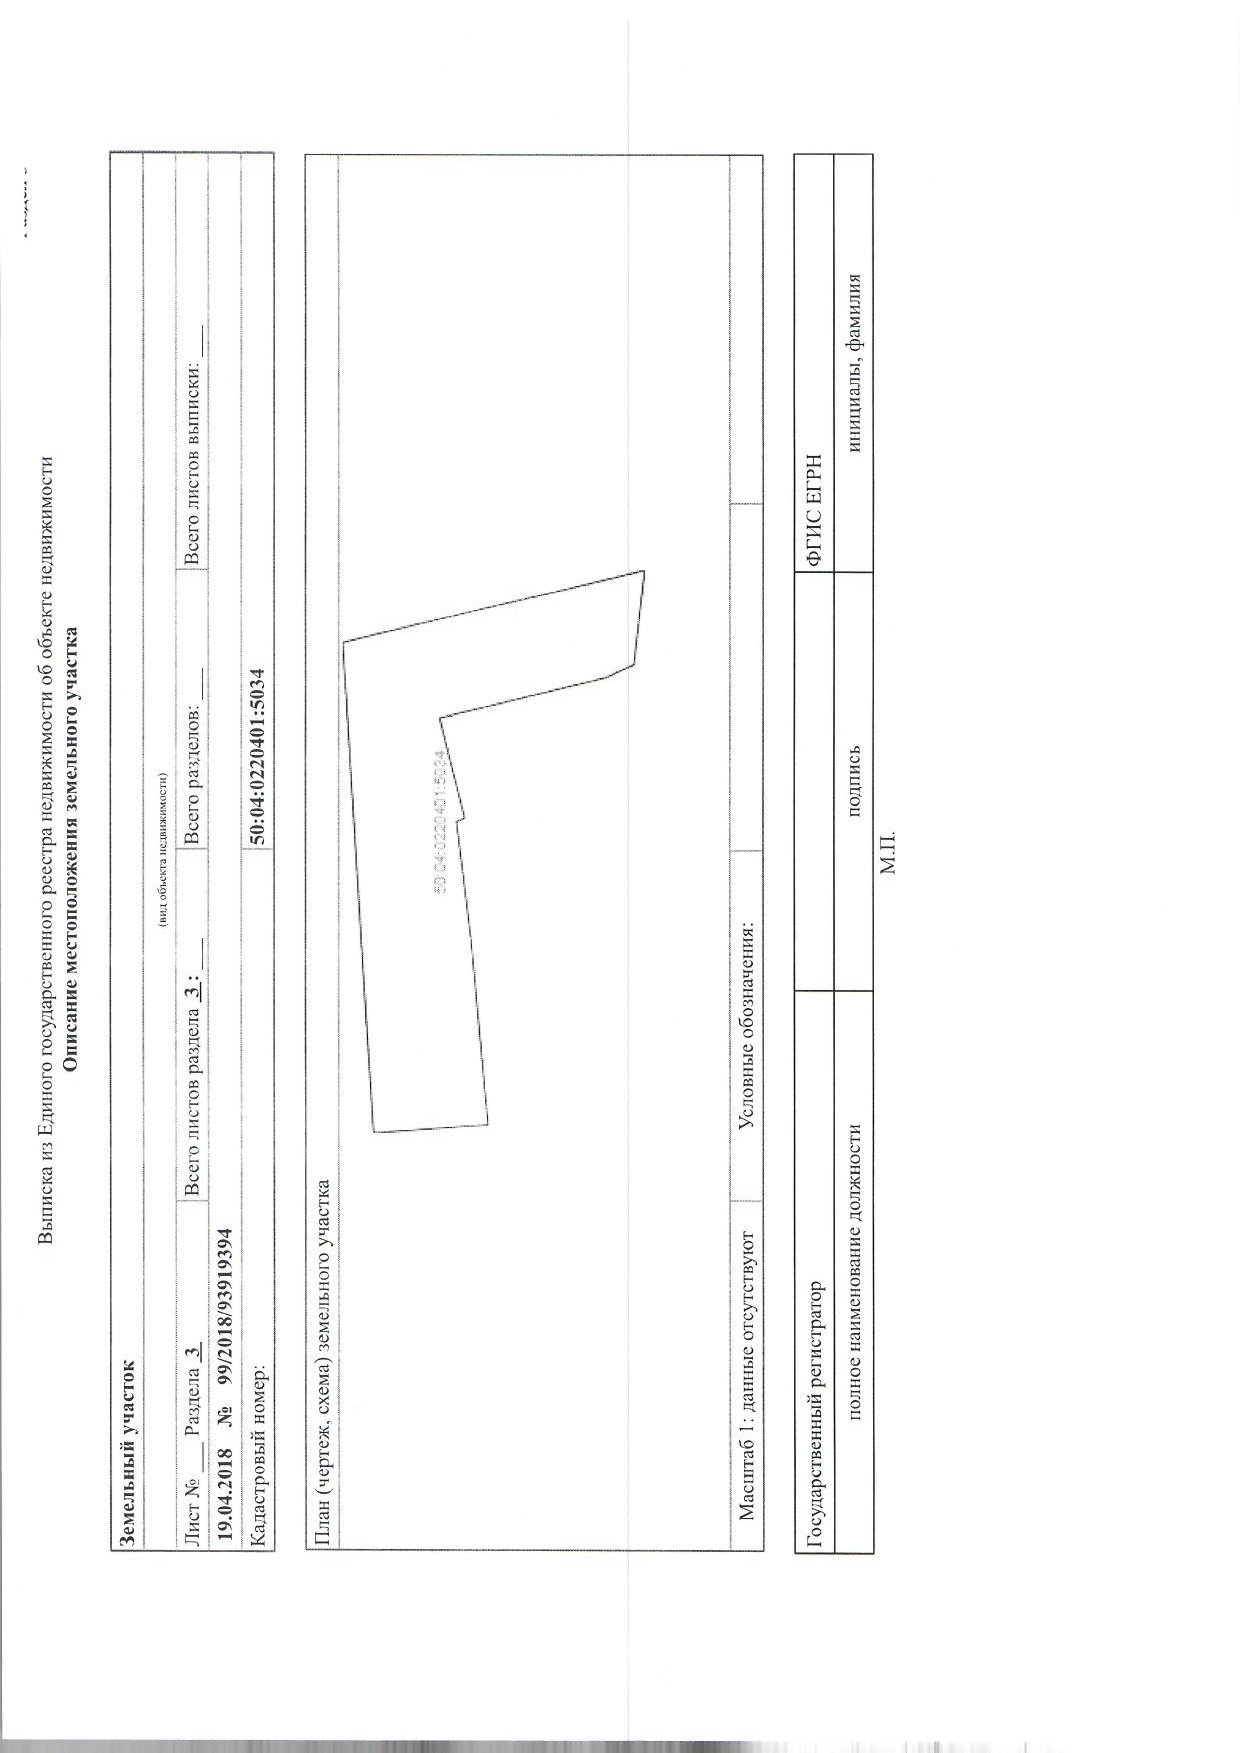 Выписка из Единого государственного реестра недвижимости об объекте недвижимости
Описание местоположения земельного участка
Земельный участок
(вид объекта недвижимости)
Лист № ___ Раздела 3
Всего листов раздела 3 : ___
Всего разделов: ___
Всего листов выписки: ___
19.04.2018 № 99/2018/93919394
Кадастровый номер:
50:04:0220401:5034
План (чертеж, схема) земельного участка
50:04:0220401:5034
Масштаб 1: данные отсутствуют
Условные обозначения:
Государственный регистратор
ФГИС ЕГРН
полное наименование должности
подпись
инициалы, фамилия
М.П.